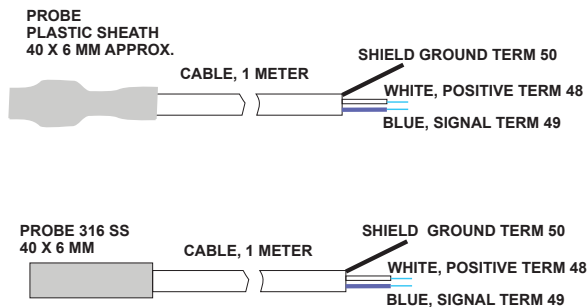 PROBE
PLASTIC SHEATH
40 X 6 MM APPROX.
CABLE, 1 METER
SHIELD GROUND TERM 50
WHITE, POSITIVE TERM 48
BLUE, SIGNAL TERM 49
PROBE 316 SS
40 X 6 MM
CABLE, 1 METER
SHIELD GROUND TERM 50
WHITE, POSITIVE TERM 48
BLUE, SIGNAL TERM 49